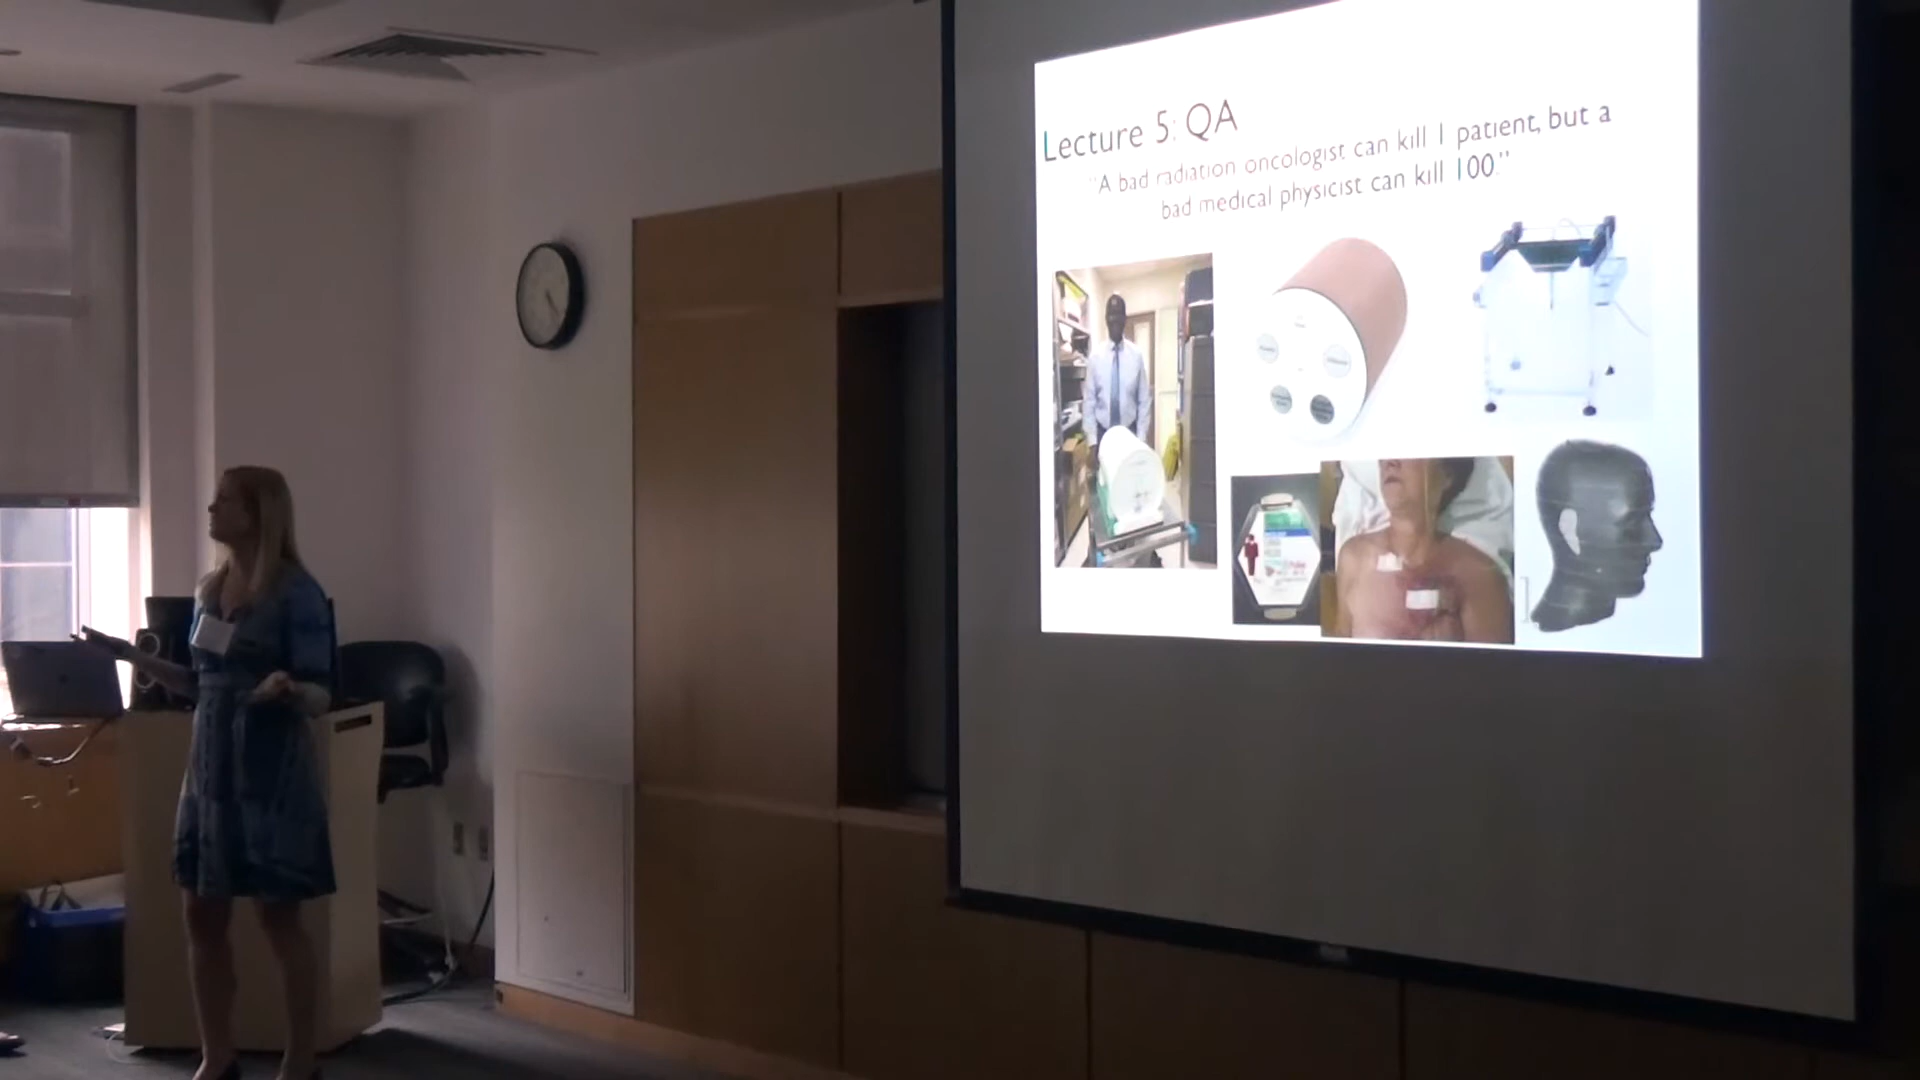 Lecture 5: QA
"A bad radiation oncologist can kill 1 patient, but a
bad medical physicist can kill 100."